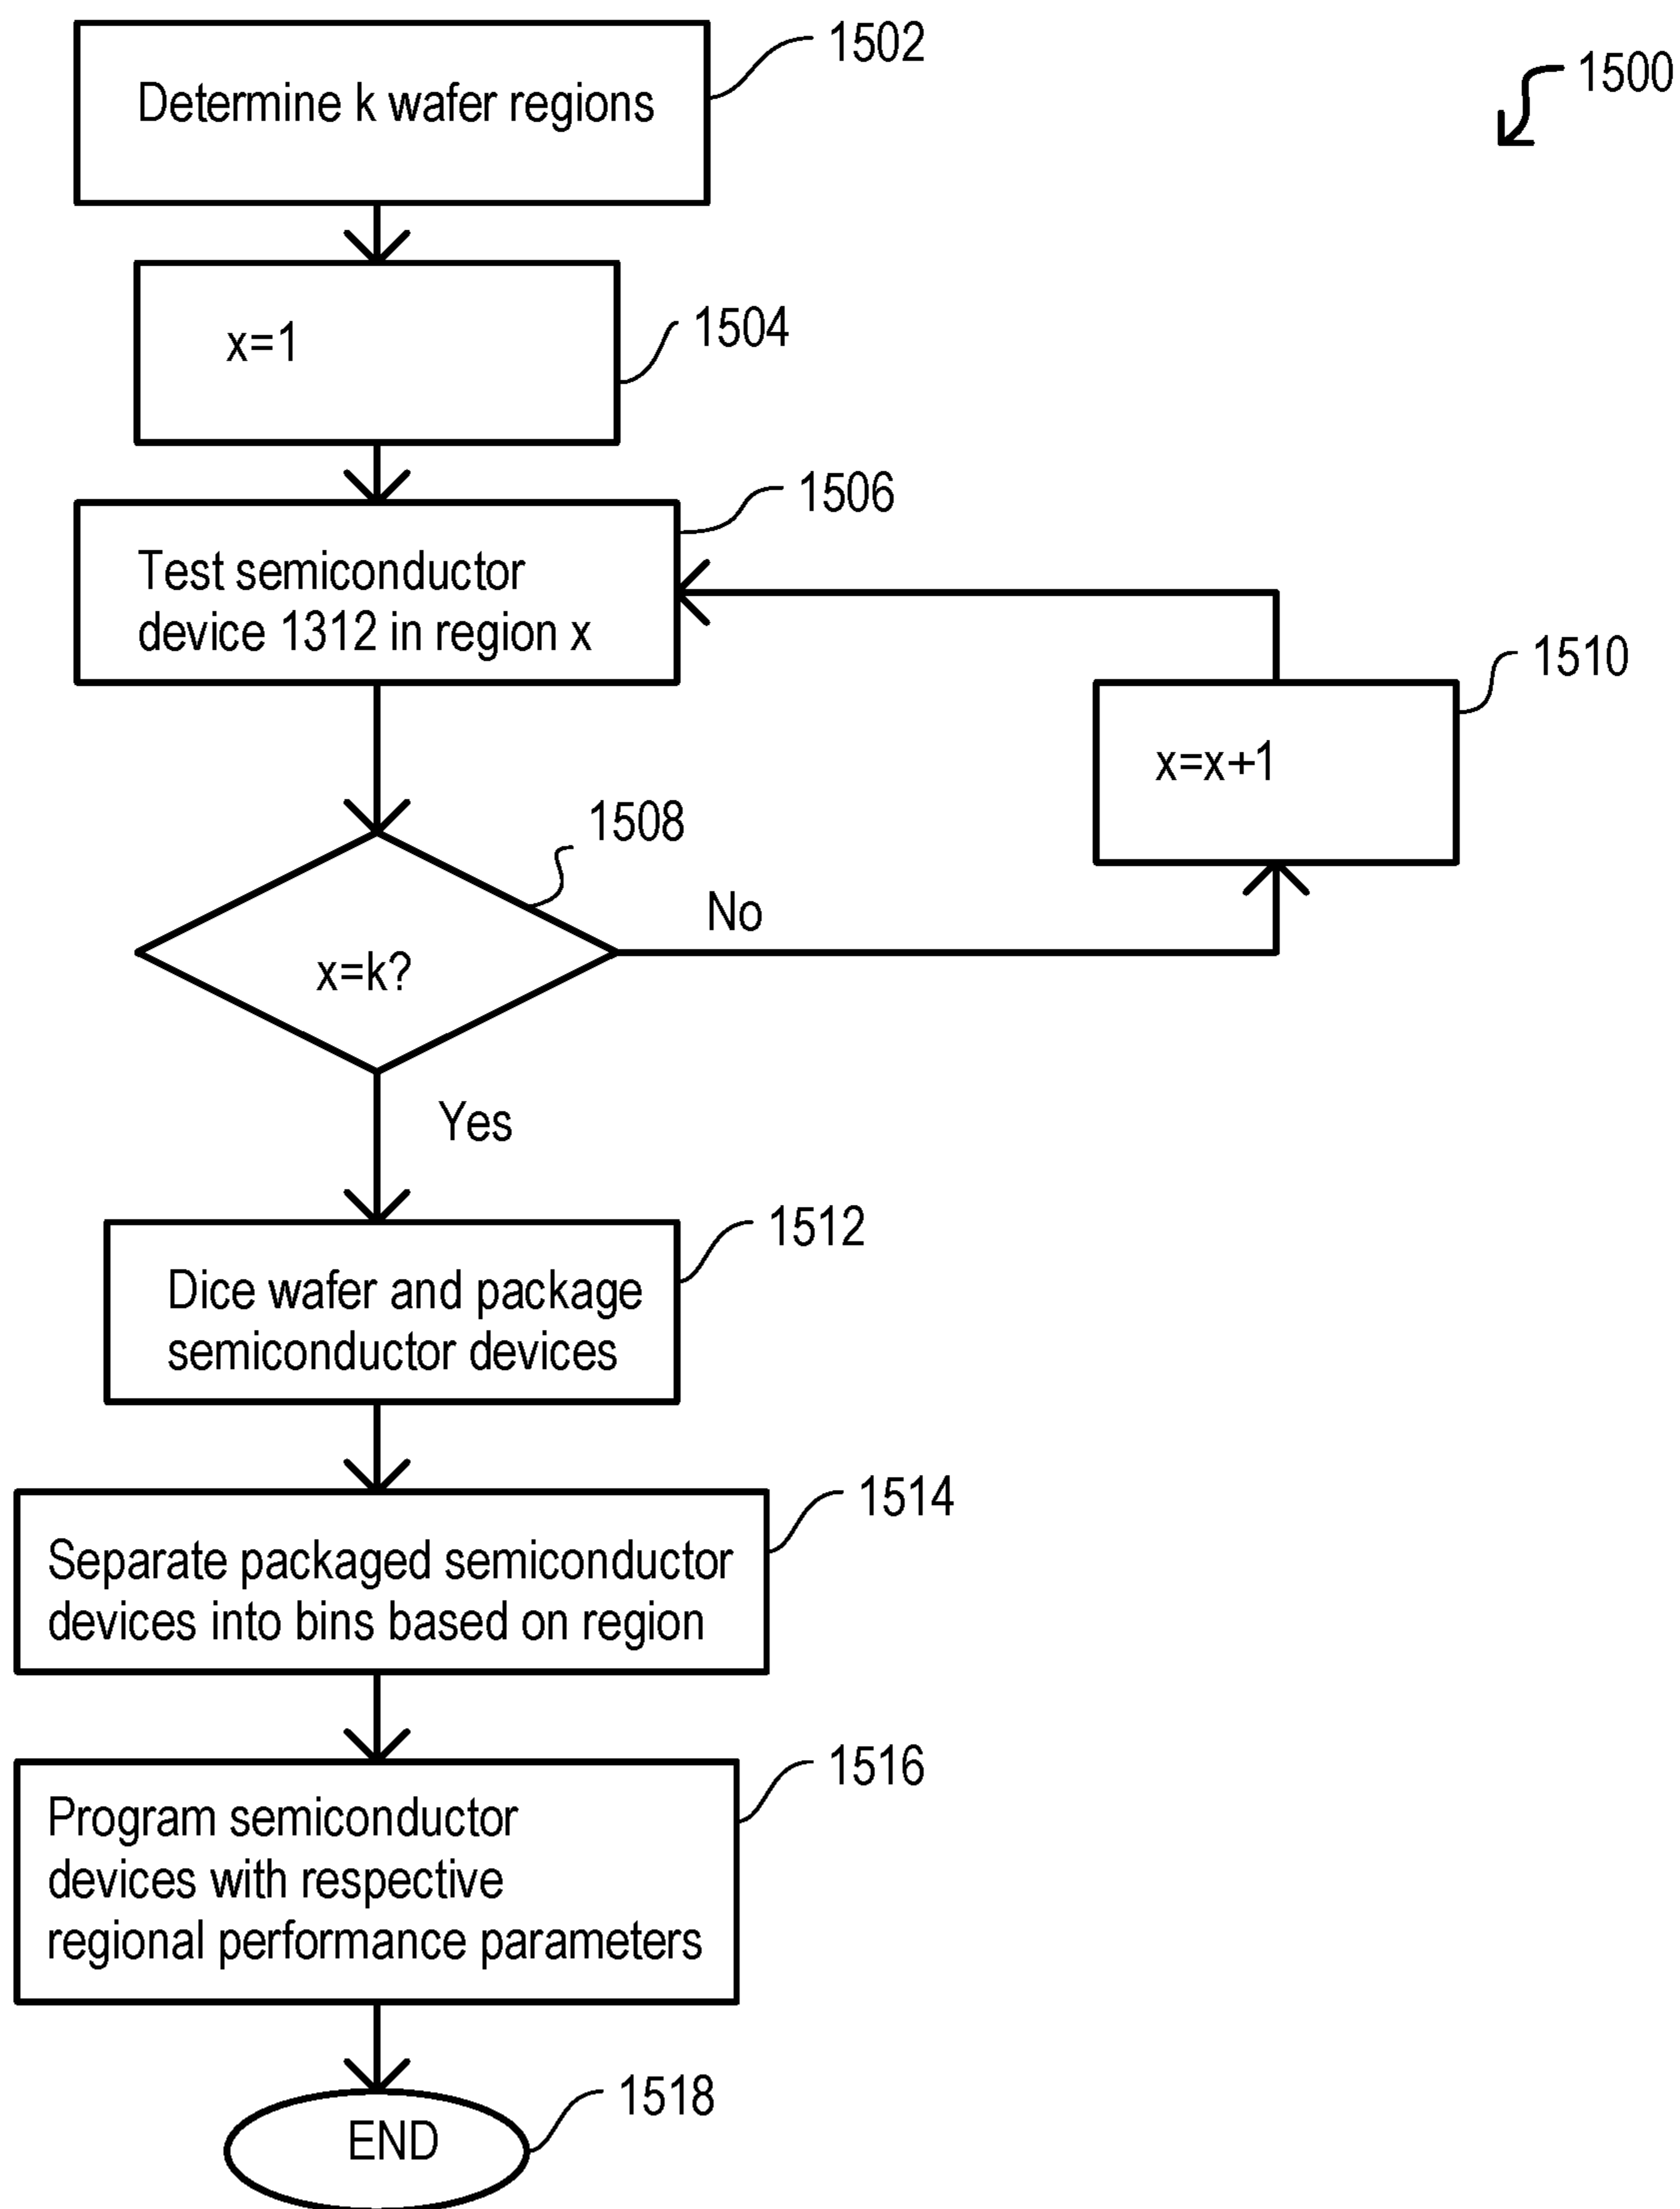 1502
1500
Determine k wafer regions
x=1
1504
1506
Test semiconductor
device 1312 in region x
1510
x=x+1
1508
No
x=k?
Yes
1512
Dice wafer and package
semiconductor devices
1514
Separate packaged semiconductor
devices into bins based on region
1516
Program semiconductor
devices with respective
regional performance parameters
1518
END